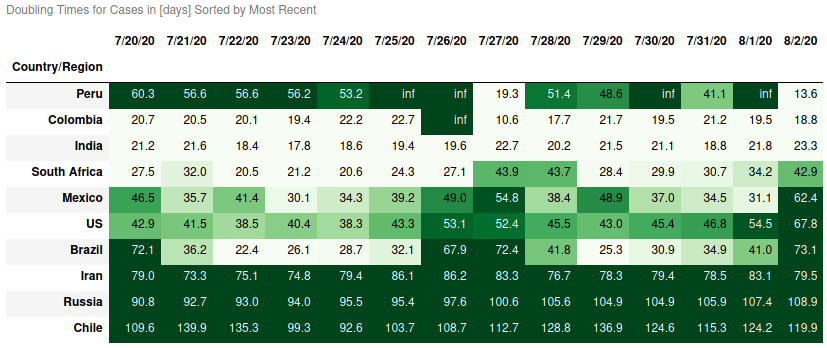 Doubling Times for Cases in [days] Sorted by Most Recent
7/20/20 7/21/20 7/22/20 7/23/20 7/24/20 7/25/20 7/26/20 7/27/20 7/28/20 7/29/20 7/30/20 7/31/20 8/1/20 8/2/20
Country/Region
Peru 60.3 56.6 56.6 56.2 53.2 inf inf 19.3 51.4 48.6 inf 41.1 inf 13.6
Colombia 20.7 20.5 20.1 19.4 22.2 22.7 inf 10.6 17.7 21.7 19.5 21.2 19.5 18.8
India 21.2 21.6 18.4 17.8 18.6 19.4 19.6 22.7 20.2 21.5 21.1 18.8 21.8 23.3
South Africa 27.5 32.0 20.5 21.2 20.6 24.3 27.1 43.9 43.7 28.4 29.9 30.7 34.2 42.9
Mexico 46.5 35.7 41.4 30.1 34.3 39.2 49.0 54.8 38.4 48.9 37.0 34.5 31.1 62.4
US 42.9 41.5 38.5 40.4 38.3 43.3 53.1 52.4 45.5 43.0 45.4 46.8 54.5 67.8
Brazil 72.1 36.2 22.4 26.1 28.7 32.1 67.9 72.4 41.8 25.3 30.9 34.9 41.0 73.1
Iran 79.0 73.3 75.1 74.8 79.4 86.1 86.2 83.3 76.7 78.3 79.4 78.5 83.1 79.5
Russia 90.8 92.7 93.0 94.0 95.5 95.4 97.6 100.6 105.6 104.9 104.9 105.9 107.4 108.9
Chile 109.6 139.9 135.3 99.3 92.6 103.7 108.7 112.7 128.8 136.9 124.6 115.3 124.2 119.9